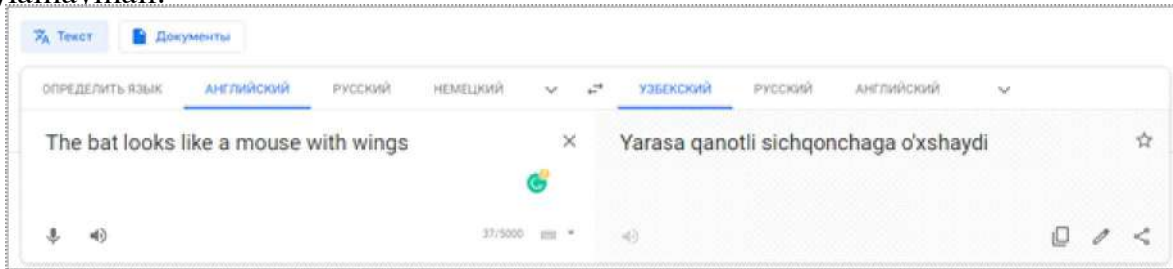 Текст Документы
ОПРЕДЕЛИТЬ ЯЗЫК АНГЛИЙСКИЙ РУССКИЙ НЕМЕЦКИЙ УЗБЕКСКИЙ РУССКИЙ АНГЛИЙСКИЙ
The bat looks like a mouse with wings Yarasa qanotli sichqonchaga o'xshaydi
37/5000